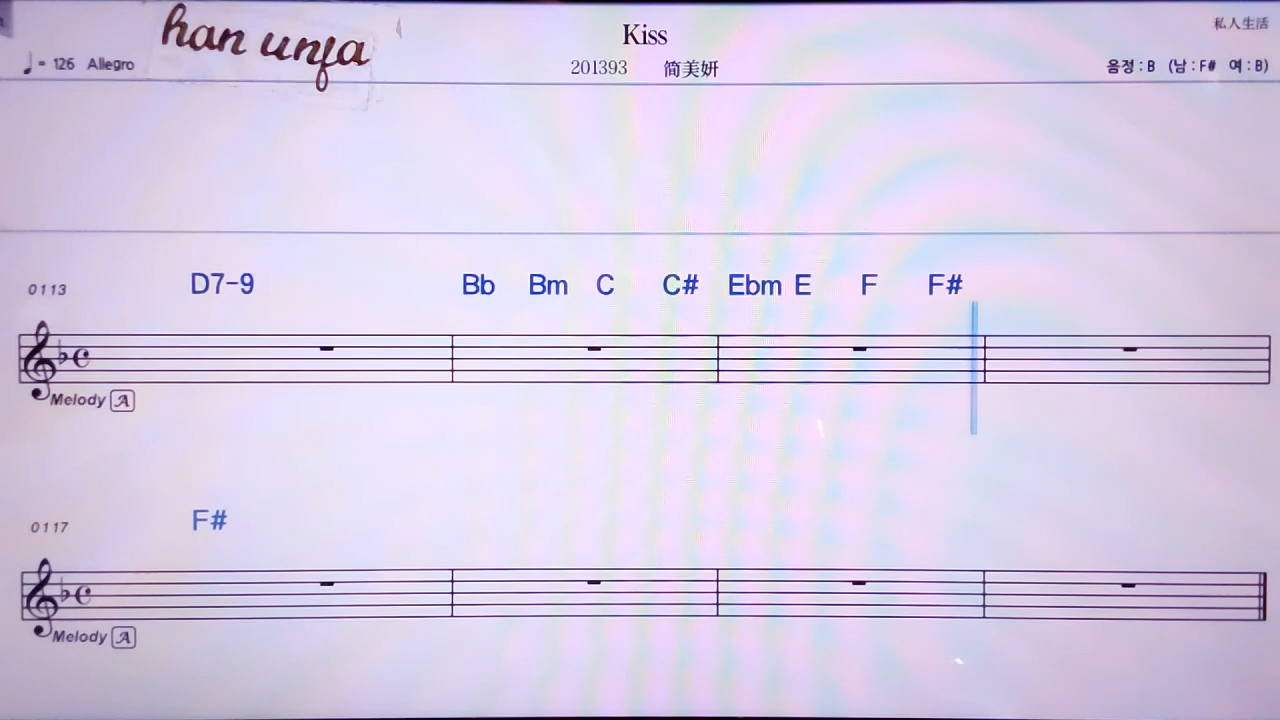 han unja
Kiss
私人生活
♩= 126 Allegro
201393 简美妍
음정 : B (남 : F# 여 : B)
0113 D7-9 Bb Bm C C# Ebm E F F#
Melody A
0117 F#
Melody A